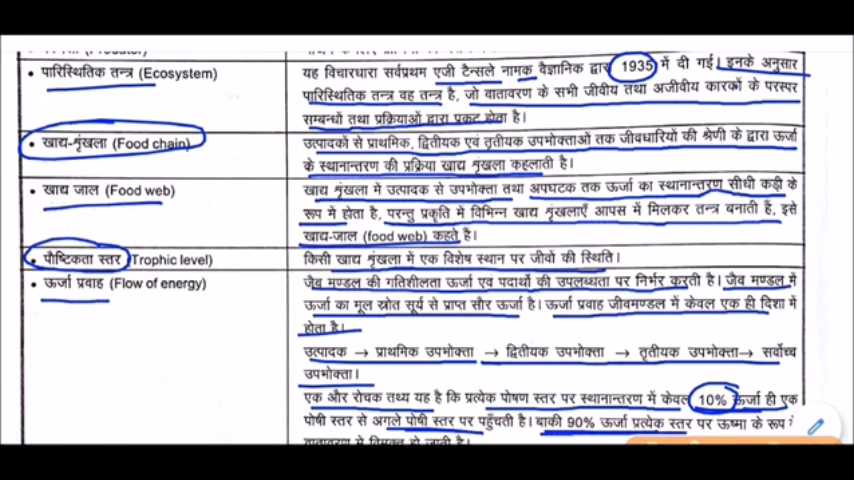 • पारिस्थितिक तन्त्र (Ecosystem)
यह विचारधारा सर्वप्रथम एजी टैन्सले नामक वैज्ञानिक द्वारा 1935 में दी गई। इनके अनुसार
पारिस्थितिक तन्त्र वह तन्त्र है, जो वातावरण के सभी जीवीय तथा अजीवीय कारकों के परस्पर
सम्बन्धों तथा प्रक्रियाओं द्वारा प्रकट होता है।
• खाद्य-शृंखला (Food chain)
उत्पादकों से प्राथमिक, द्वितीयक एवं तृतीयक उपभोक्ताओं तक जीवधारियों की श्रेणी के द्वारा ऊर्जा
के स्थानान्तरण की प्रक्रिया खाद्य शृंखला कहलाती है।
• खाद्य जाल (Food web)
खाद्य शृंखला में उत्पादक से उपभोक्ता तथा अपघटक तक ऊर्जा का स्थानान्तरण सीधी कड़ी के
रूप मे होता है, परन्तु प्रकृति में विभिन्न खाद्य शृंखलाएँ आपस में मिलकर तन्त्र बनाती हैं, इसे
खाद्य-जाल (food web) कहते हैं।
• पौष्टिकता स्तर (Trophic level)
किसी खाद्य शृंखला में एक विशेष स्थान पर जीवों की स्थिति।
• ऊर्जा प्रवाह (Flow of energy)
जैव मण्डल की गतिशीलता ऊर्जा एव पदार्थों की उपलब्धता पर निर्भर करती है। जैव मण्डल में
ऊर्जा का मूल स्रोत सूर्य से प्राप्त सौर ऊर्जा है। ऊर्जा प्रवाह जीवमण्डल में केवल एक ही दिशा में
होता है।
उत्पादक → प्राथमिक उपभोक्ता → द्वितीयक उपभोक्ता → तृतीयक उपभोक्ता→ सर्वोच्च
उपभोक्ता।
एक और रोचक तथ्य यह है कि प्रत्येक पोषण स्तर पर स्थानान्तरण में केवल 10% ऊर्जा ही एक
पोषी स्तर से अगले पोषी स्तर पर पहुँचती है। बाकी 90% ऊर्जा प्रत्येक स्तर पर ऊष्मा के रूप